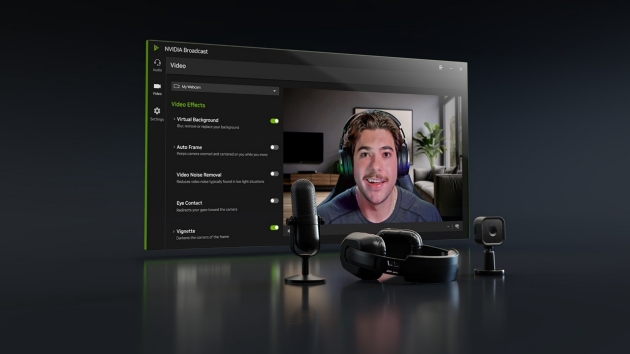 NVIDIA Broadcast
Audio
Video
Settings
Video
My Webcam
Video Effects
Virtual Background
Blur, remove or replace your background
Auto Frame
Keeps camera normal and centered on you while you move
Video Noise Removal
Reduces video noise typically found in low light situations
Eye Contact
Redirects your gaze toward the camera
Vignette
Darkens the corners of the frame